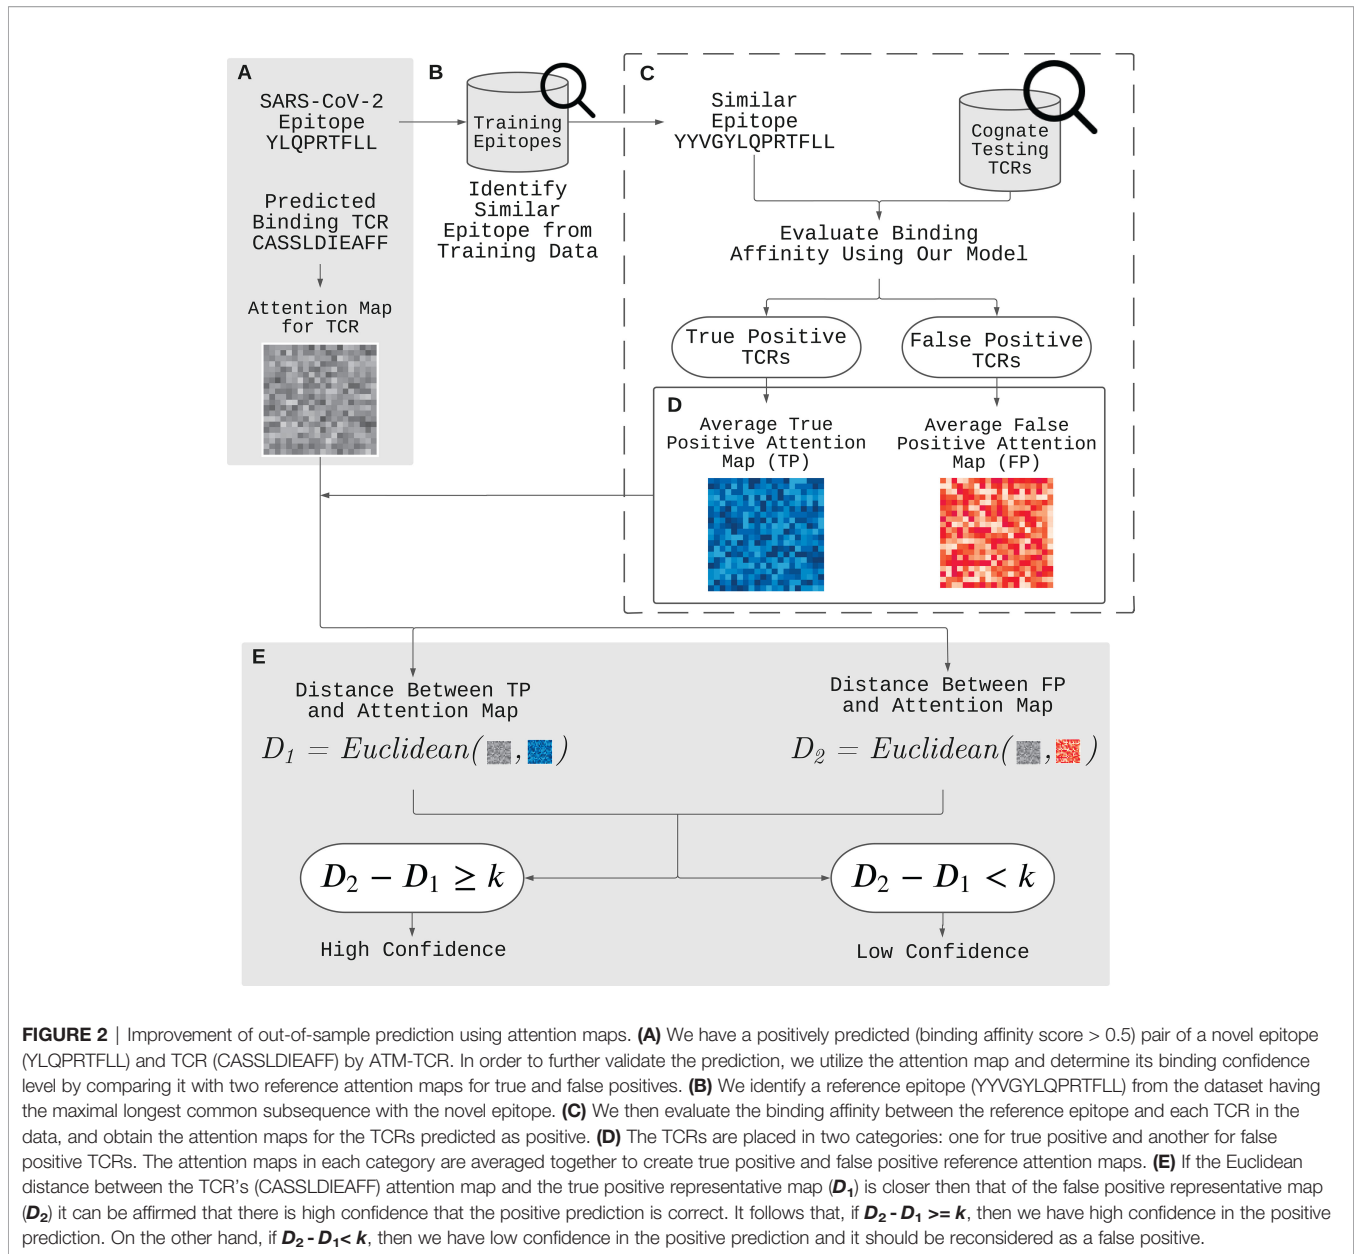 A
SARS-CoV-2
Epitope
YLQPRTFLL
Predicted
Binding TCR
CASSLDIEAFF
Attention Map
for TCR
B
Training
Epitopes
Identify
Similar
Epitope from
Training Data
C
Similar
Epitope
YYVGYLQPRTFLL
Cognate
Testing
TCRs
Evaluate Binding
Affinity Using Our Model
True Positive
TCRs
False Positive
TCRs
D
Average True
Positive Attention
Map (TP)
Average False
Positive Attention
Map (FP)
E
Distance Between TP
and Attention Map
D₁ = Euclidean( , )
Distance Between FP
and Attention Map
D₂ = Euclidean( , )
D₂ − D₁ ≥ k
D₂ − D₁ < k
High Confidence
Low Confidence
FIGURE 2 | Improvement of out-of-sample prediction using attention maps. (A) We have a positively predicted (binding affinity score > 0.5) pair of a novel epitope
(YLQPRTFLL) and TCR (CASSLDIEAFF) by ATM-TCR. In order to further validate the prediction, we utilize the attention map and determine its binding confidence
level by comparing it with two reference attention maps for true and false positives. (B) We identify a reference epitope (YYVGYLQPRTFLL) from the dataset having
the maximal longest common subsequence with the novel epitope. (C) We then evaluate the binding affinity between the reference epitope and each TCR in the
data, and obtain the attention maps for the TCRs predicted as positive. (D) The TCRs are placed in two categories: one for true positive and another for false
positive TCRs. The attention maps in each category are averaged together to create true positive and false positive reference attention maps. (E) If the Euclidean
distance between the TCR's (CASSLDIEAFF) attention map and the true positive representative map (D₁) is closer then that of the false positive representative map
(D₂) it can be affirmed that there is high confidence that the positive prediction is correct. It follows that, if D₂ - D₁ >= k, then we have high confidence in the positive
prediction. On the other hand, if D₂ - D₁< k, then we have low confidence in the positive prediction and it should be reconsidered as a false positive.